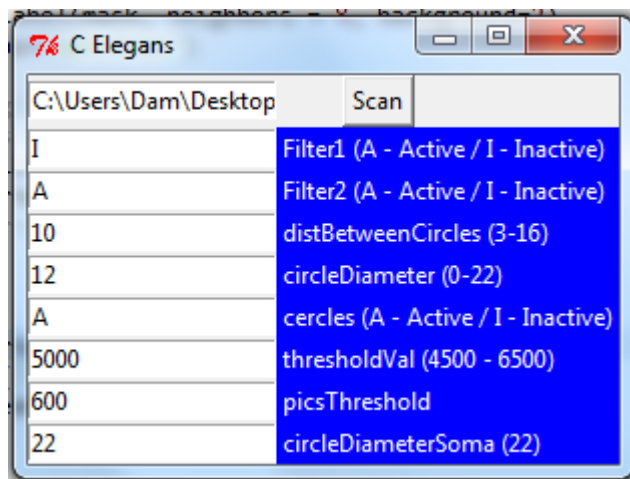 C Elegans
C:\Users\Dam\Desktop Scan
I Filter1 (A - Active / I - Inactive)
A Filter2 (A - Active / I - Inactive)
10 distBetweenCircles (3-16)
12 circleDiameter (0-22)
A cercles (A - Active / I - Inactive)
5000 thresholdVal (4500 - 6500)
600 picsThreshold
22 circleDiameterSoma (22)